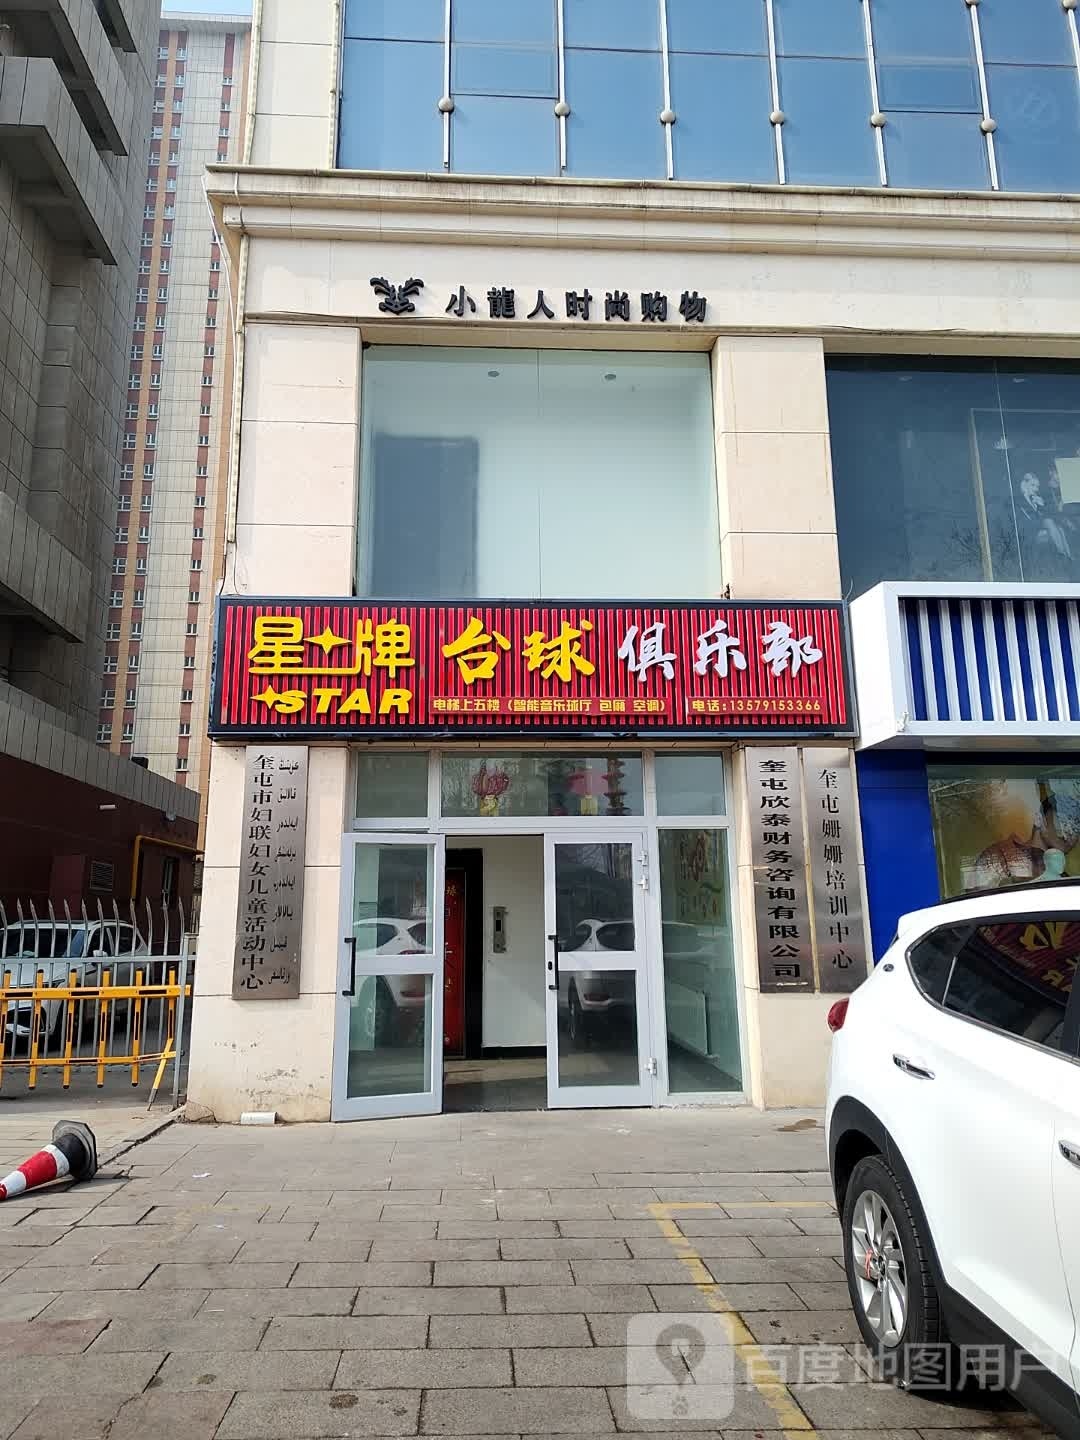 小龍人时尚购物
星牌 台球俱乐部
STAR
电梯上五楼（智能音乐球厅 包厢 空调）
电话:13579153366
奎屯市妇联妇女儿童活动中心
奎屯欣泰财务咨询有限公司
奎屯姗姗培训中心
百度地图用户